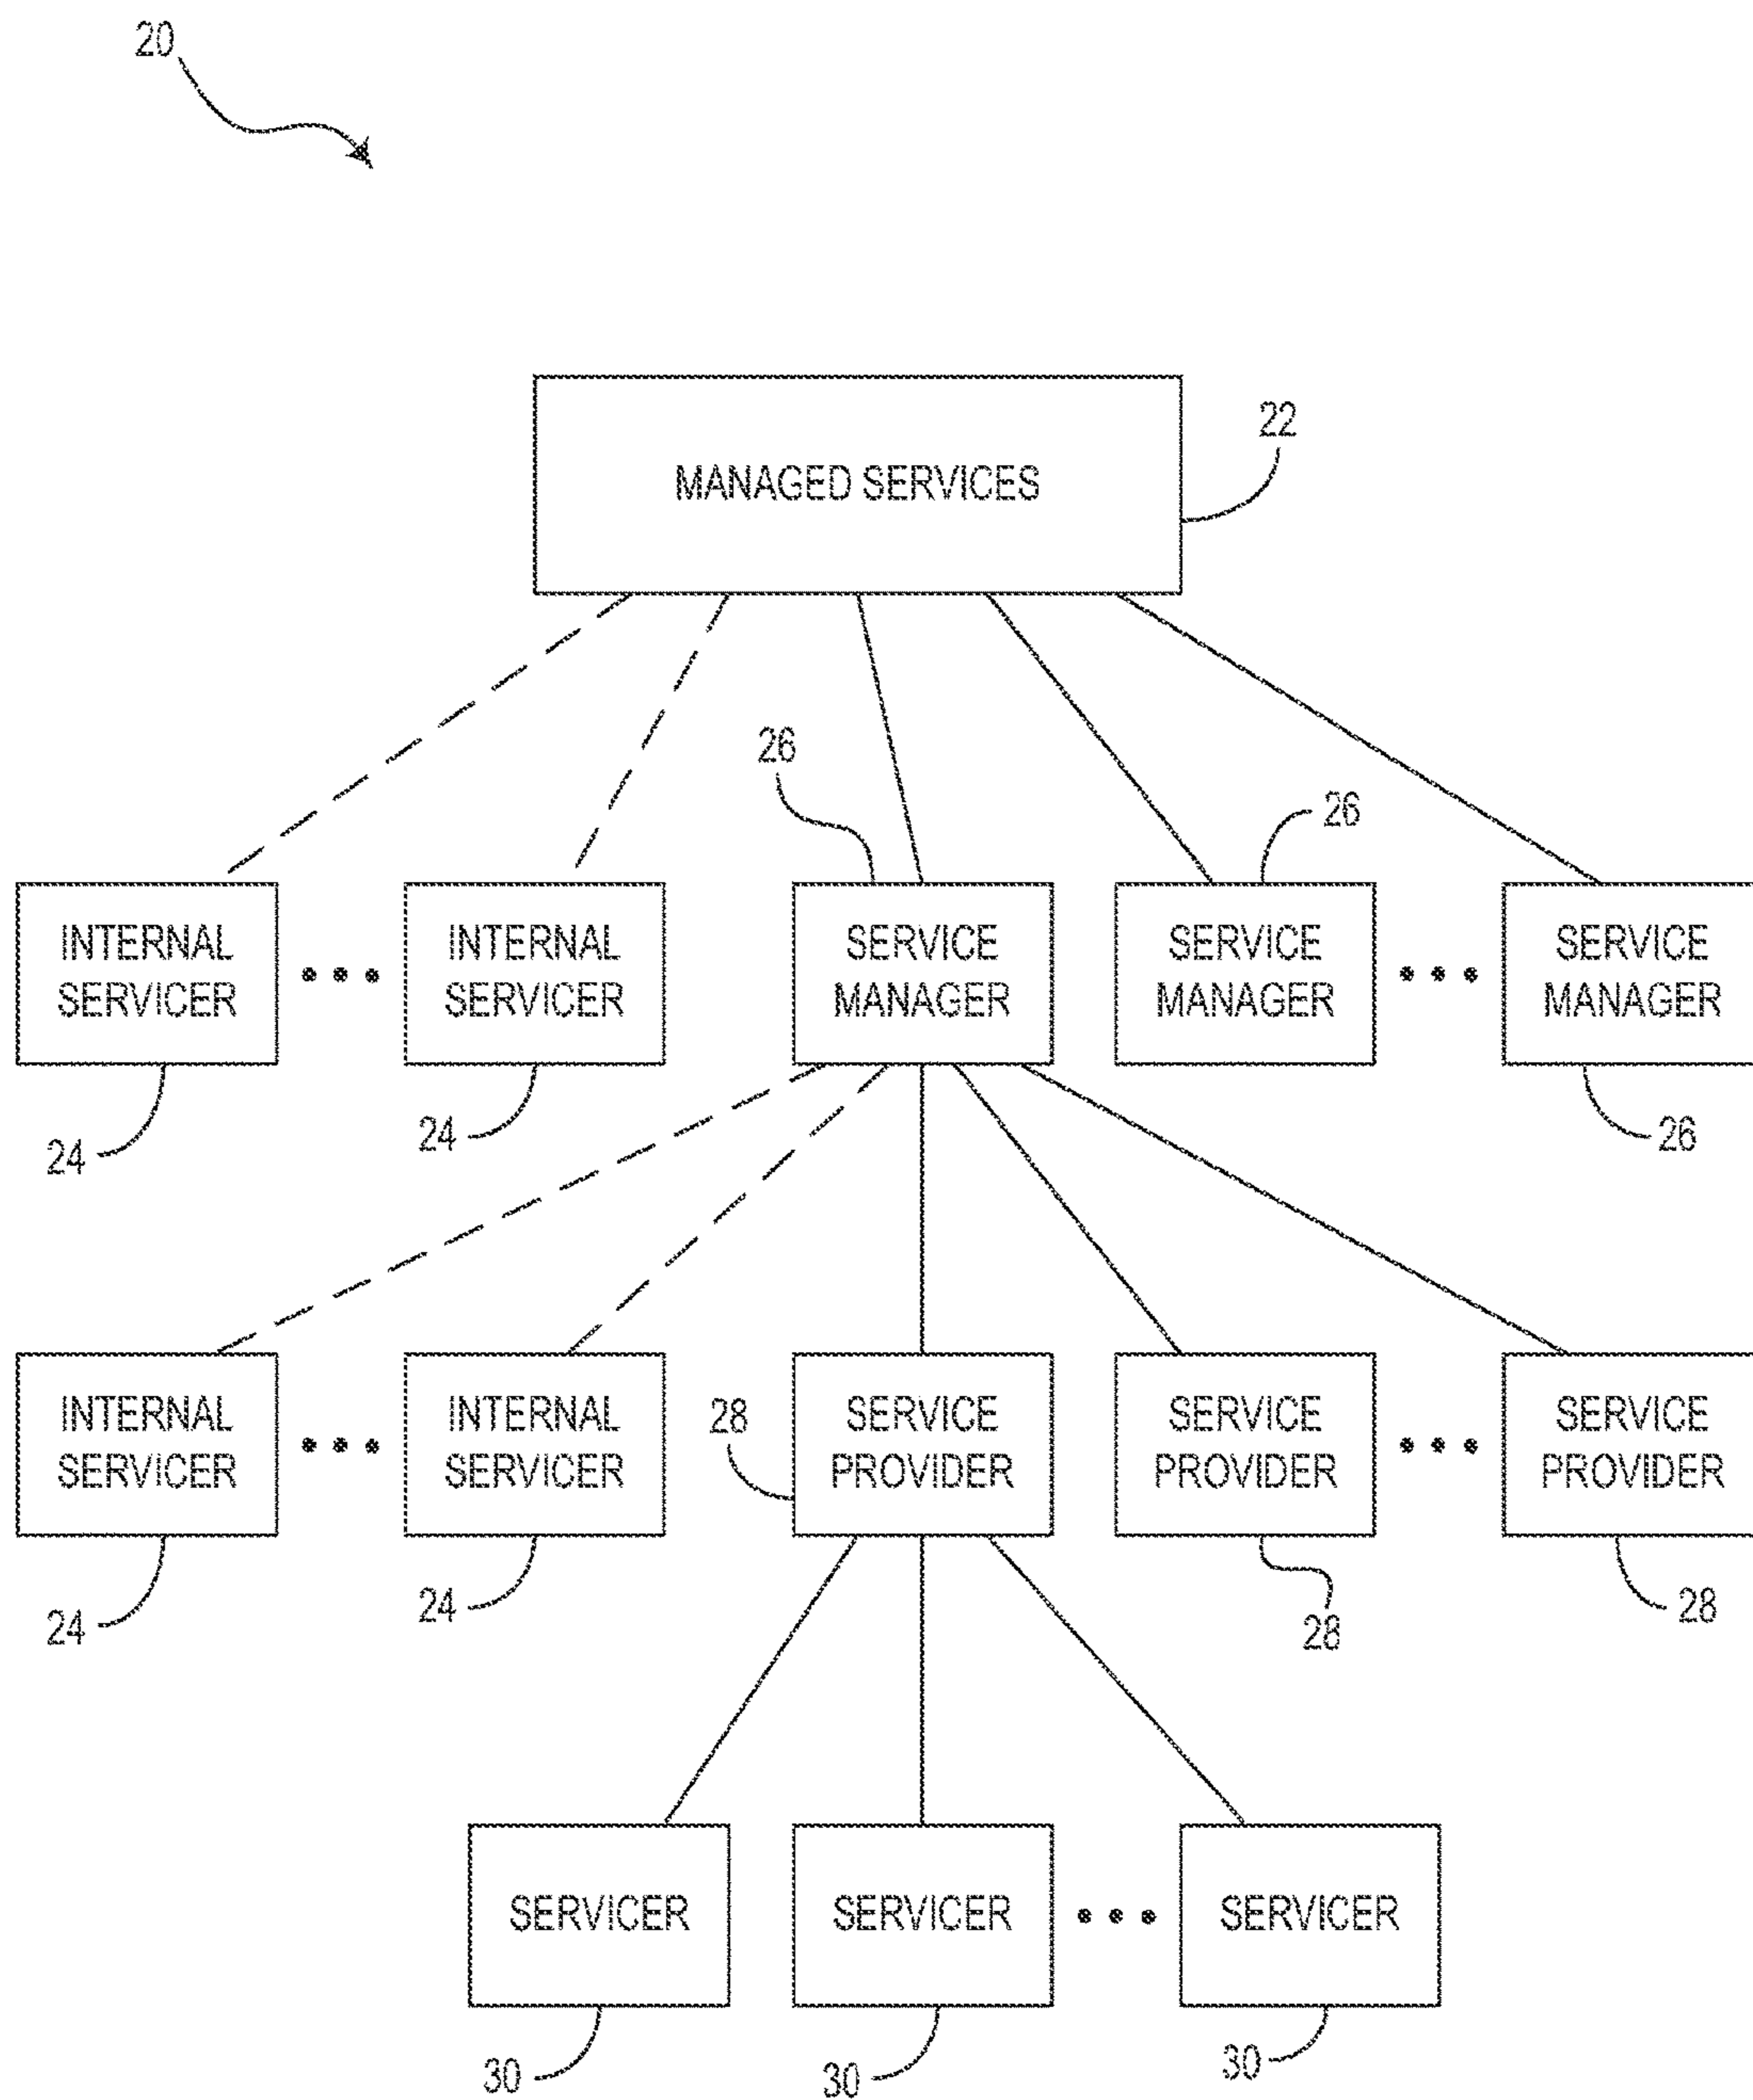 20
MANAGED SERVICES
22
26
26
INTERNAL
SERVICER
INTERNAL
SERVICER
SERVICE
MANAGER
SERVICE
MANAGER
SERVICE
MANAGER
24
24
26
INTERNAL
SERVICER
INTERNAL
SERVICER
28
SERVICE
PROVIDER
SERVICE
PROVIDER
SERVICE
PROVIDER
24
24
28
28
SERVICER
SERVICER
SERVICER
30
30
30